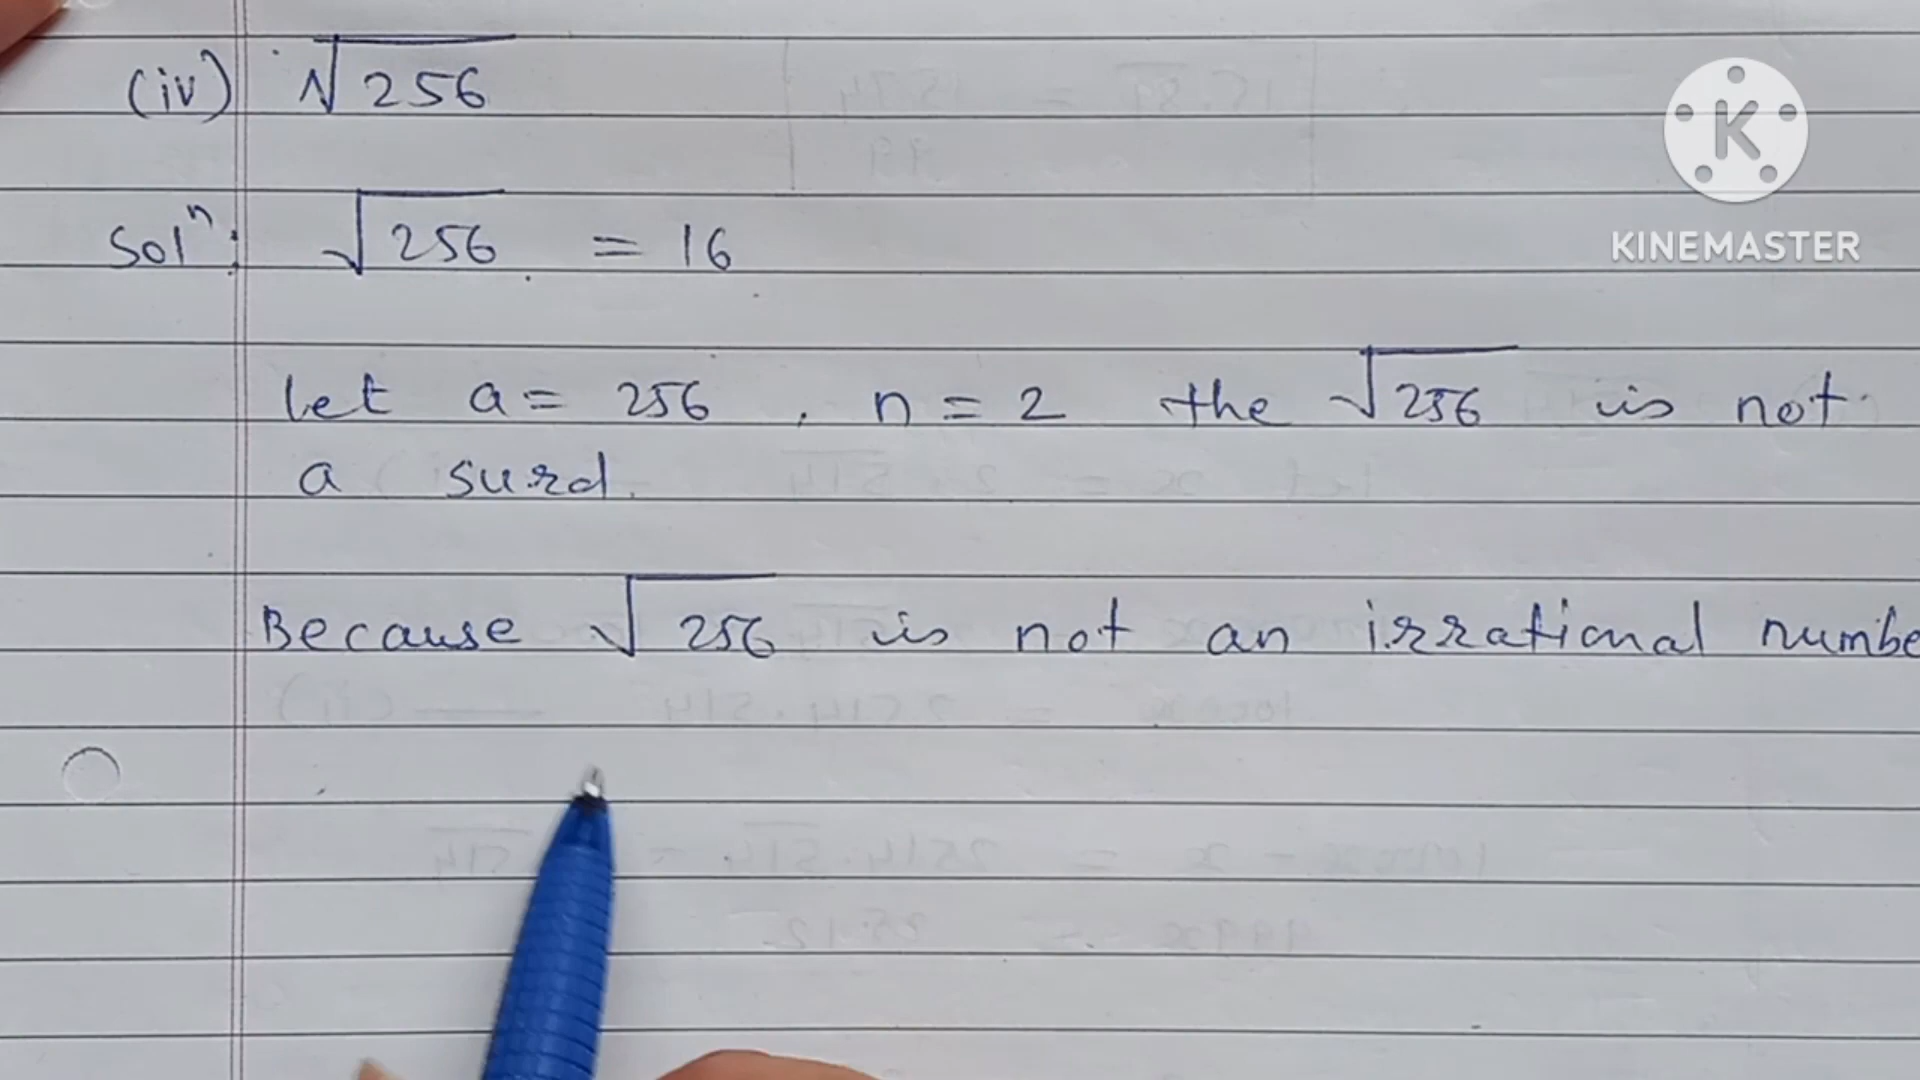 (iv) √256
Solⁿ: √256 = 16
KINEMASTER
let a = 256 , n = 2 the √256 is not
a surd.
Because √256 is not an irrational numbe